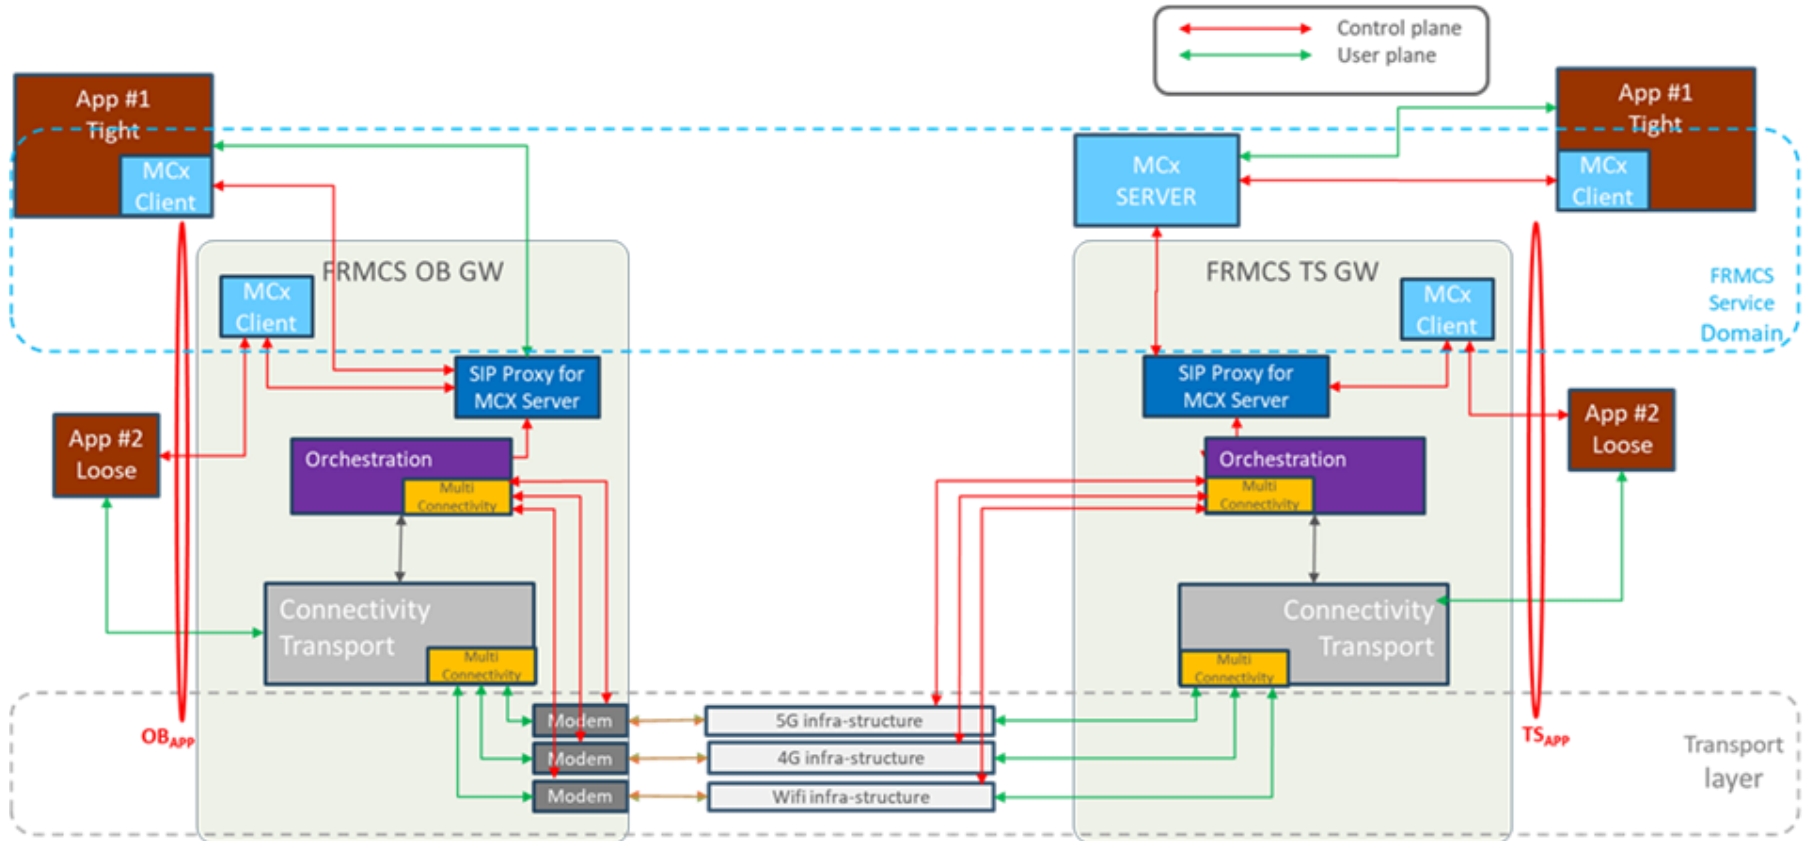 Control plane
User plane
App #1
Tight
MCx
Client
MCx
SERVER
App #1
Tight
MCx
Client
FRMCS OB GW
MCx
Client
SIP Proxy for
MCX Server
App #2
Loose
Orchestration
Multi
Connectivity
Connectivity
Transport
Multi
Connectivity
OBAPP
Modem
Modem
Modem
5G infra-structure
4G infra-structure
Wifi infra-structure
FRMCS TS GW
MCx
Client
FRMCS
Service
Domain
SIP Proxy for
MCX Server
App #2
Loose
Orchestration
Multi
Connectivity
Connectivity
Transport
Multi
Connectivity
TSAPP
Transport
layer